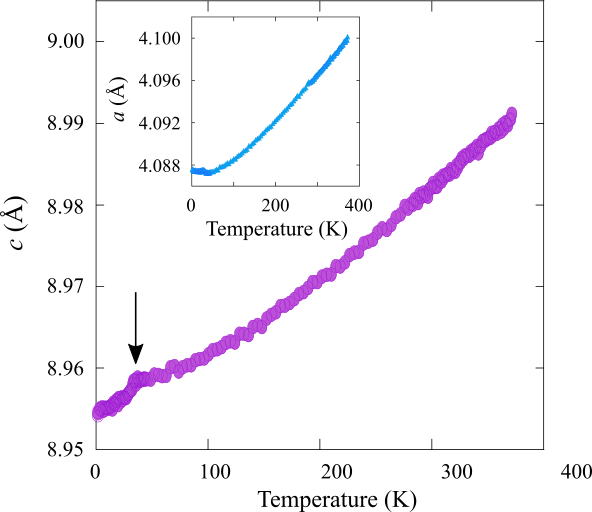 9.00
8.99
8.98
8.97
8.96
8.95
c (Å)
0 100 200 300 400
Temperature (K)
4.100
4.096
4.092
4.088
a (Å)
0 200 400
Temperature (K)